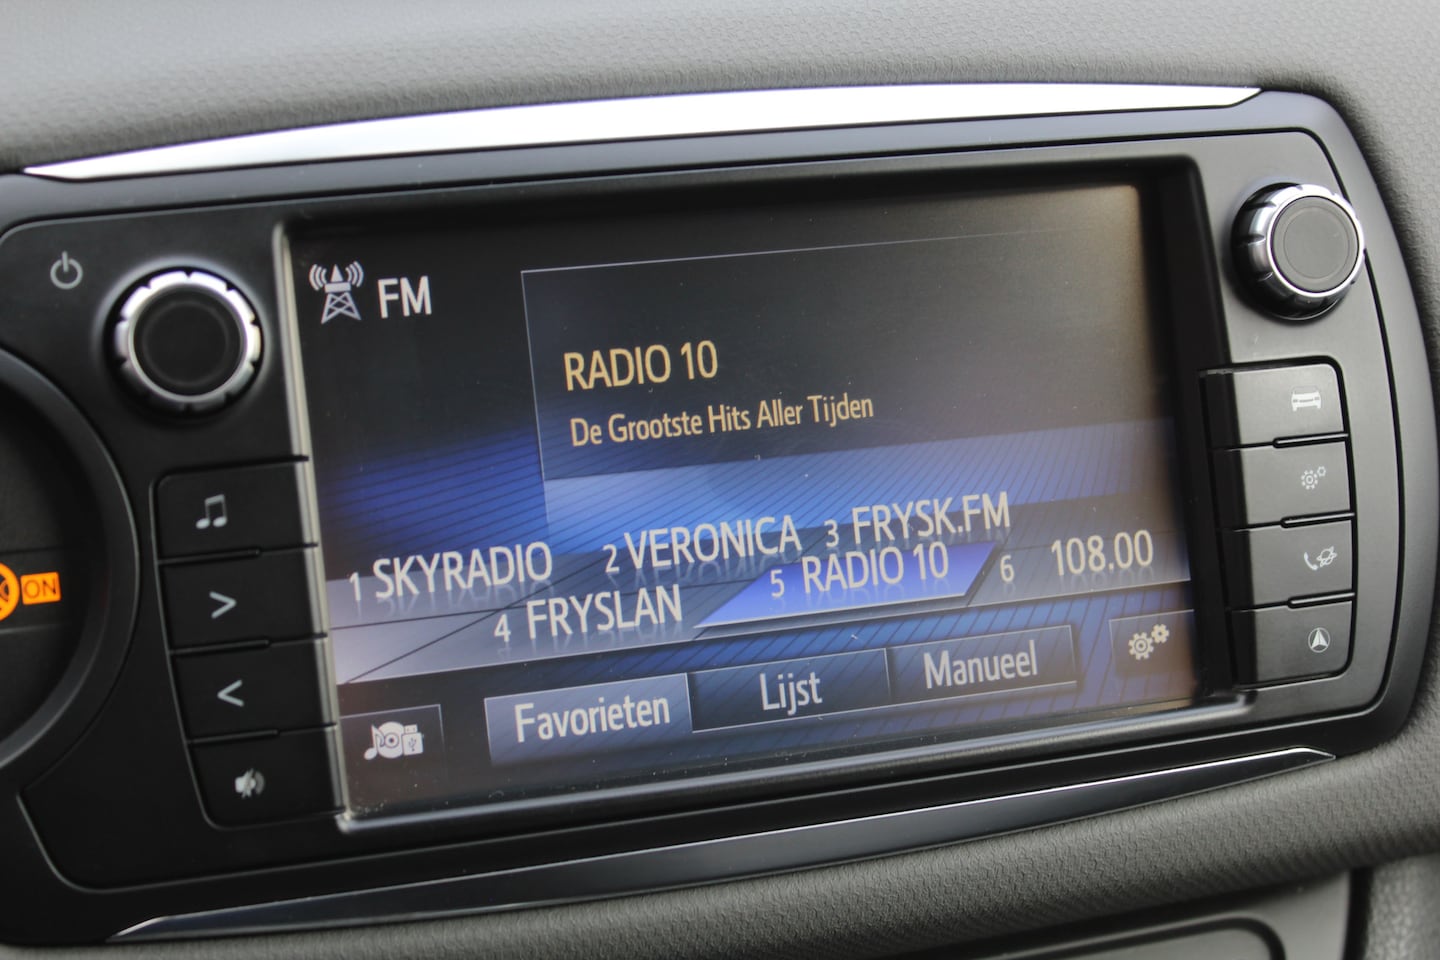 FM
RADIO 10
De Grootste Hits Aller Tijden
1 SKYRADIO 2 VERONICA 3 FRYSK.FM
4 FRYSLAN 5 RADIO 10 6 108.00
Favorieten Lijst Manueel
ON